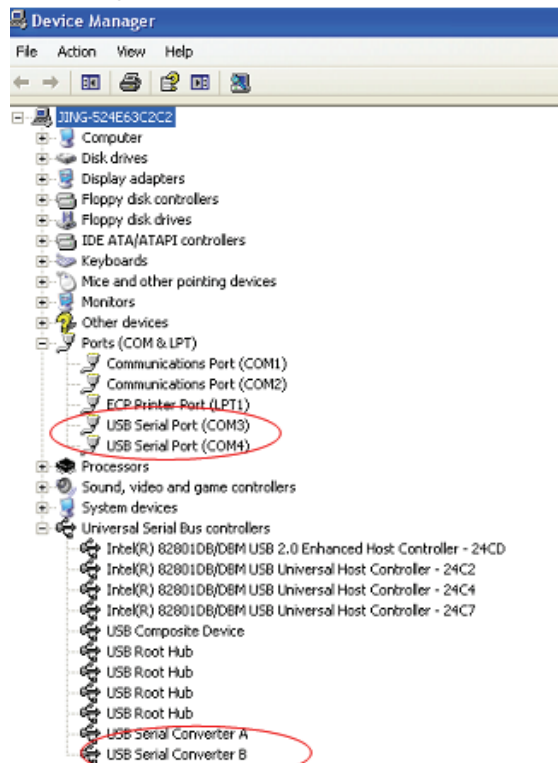 Device Manager
File Action View Help
JING-524E63C2C2
Computer
Disk drives
Display adapters
Floppy disk controllers
Floppy disk drives
IDE ATA/ATAPI controllers
Keyboards
Mice and other pointing devices
Monitors
Other devices
Ports (COM & LPT)
Communications Port (COM1)
Communications Port (COM2)
ECP Printer Port (LPT1)
USB Serial Port (COM3)
USB Serial Port (COM4)
Processors
Sound, video and game controllers
System devices
Universal Serial Bus controllers
Intel(R) 82801DB/DBM USB 2.0 Enhanced Host Controller - 24CD
Intel(R) 82801DB/DBM USB Universal Host Controller - 24C2
Intel(R) 82801DB/DBM USB Universal Host Controller - 24C4
Intel(R) 82801DB/DBM USB Universal Host Controller - 24C7
USB Composite Device
USB Root Hub
USB Root Hub
USB Root Hub
USB Root Hub
USB Serial Converter A
USB Serial Converter B